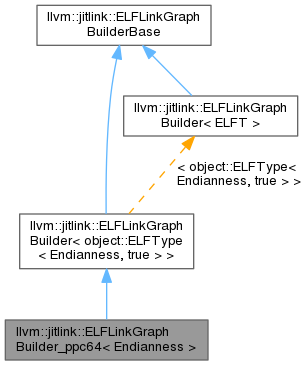 llvm::jitlink::ELFLinkGraph
BuilderBase
llvm::jitlink::ELFLinkGraph
Builder< ELFT >
< object::ELFType<
Endianness, true > >
llvm::jitlink::ELFLinkGraph
Builder< object::ELFType
< Endianness, true > >
llvm::jitlink::ELFLinkGraph
Builder_ppc64< Endianness >